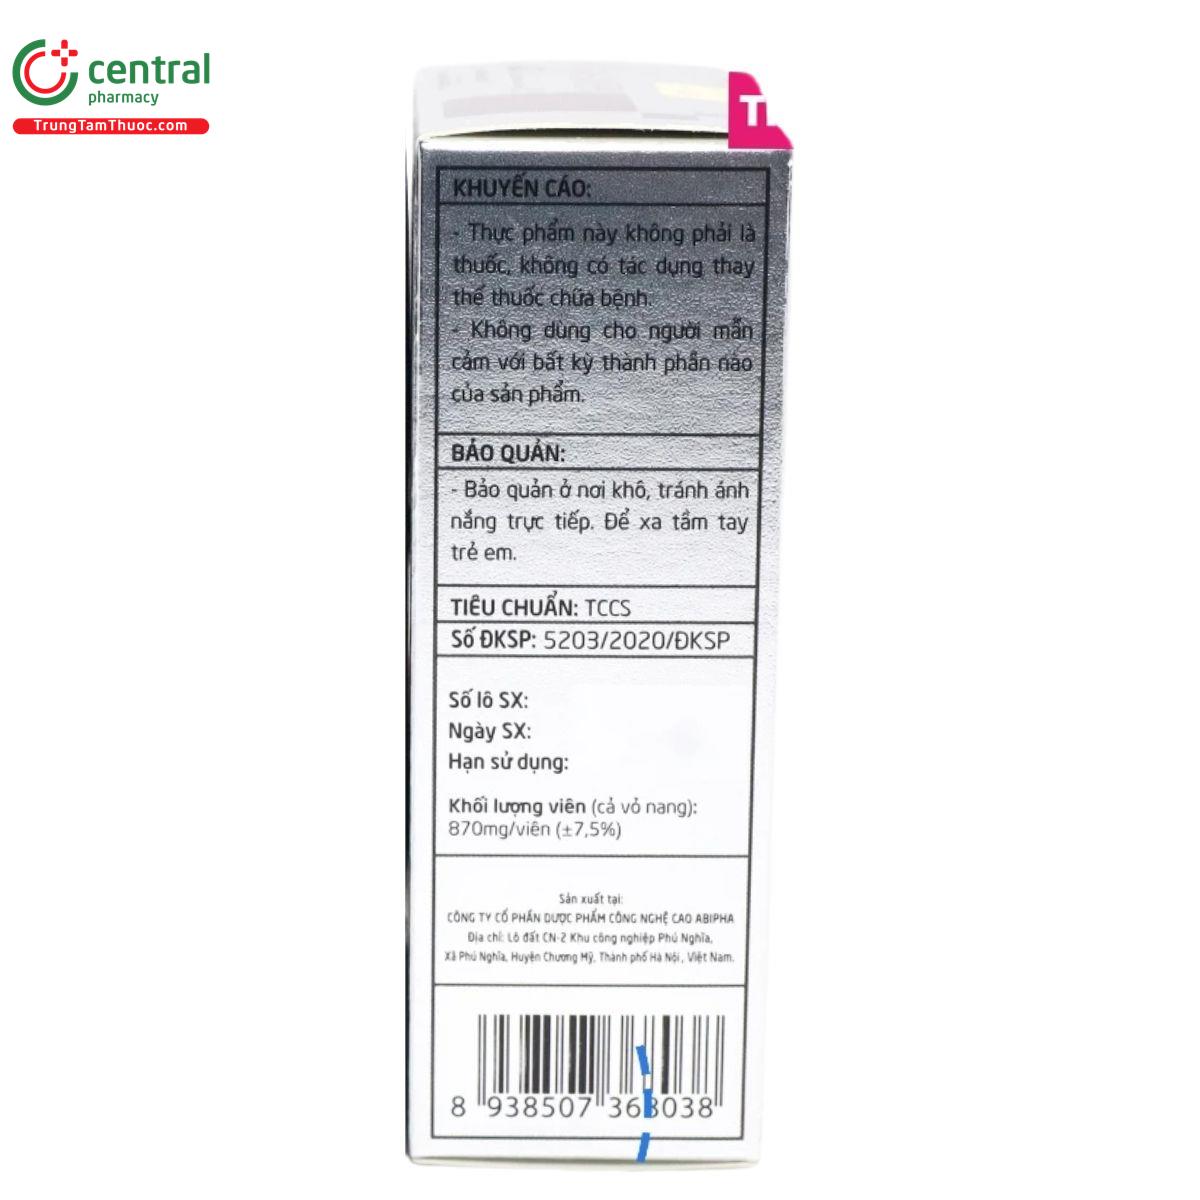 central
pharmacy
TrungTamThuoc.com
KHUYẾN CÁO:
- Thực phẩm này không phải là
thuốc, không có tác dụng thay
thế thuốc chữa bệnh.
- Không dùng cho người mẫn
cảm với bất kỳ thành phần nào
của sản phẩm.
BẢO QUẢN:
- Bảo quản ở nơi khô, tránh ánh
nắng trực tiếp. Để xa tầm tay
trẻ em.
TIÊU CHUẨN: TCCS
Số ĐKSP: 5203/2020/ĐKSP
Số lô SX:
Ngày SX:
Hạn sử dụng:
Khối lượng viên (cả vỏ nang):
870mg/viên (±7,5%)
Sản xuất tại:
CÔNG TY CỔ PHẦN DƯỢC PHẨM CÔNG NGHỆ CAO ABIPHA
Địa chỉ: Lô đất CN-2 Khu công nghiệp Phú Nghĩa,
Xã Phú Nghĩa, Huyện Chương Mỹ, Thành phố Hà Nội, Việt Nam.
8 938507 368038